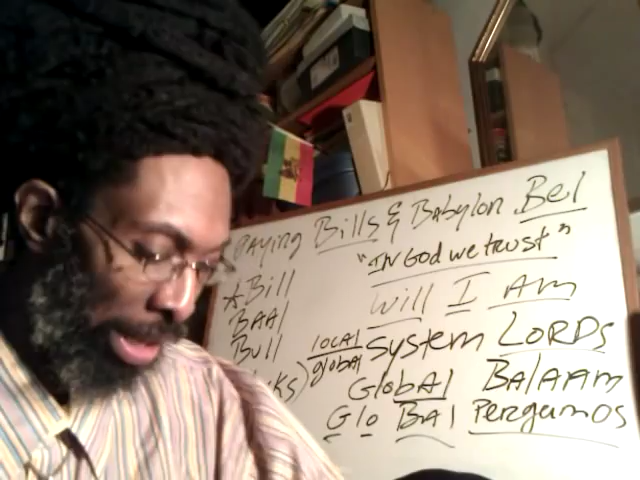 PAYing Bills & Babylon Bel
"IN God we trust"
A Bill
Will I Am
BAAl
local System LORDS
global
Bull
GlobAl BAlAAm
Glo BAl Pergamos